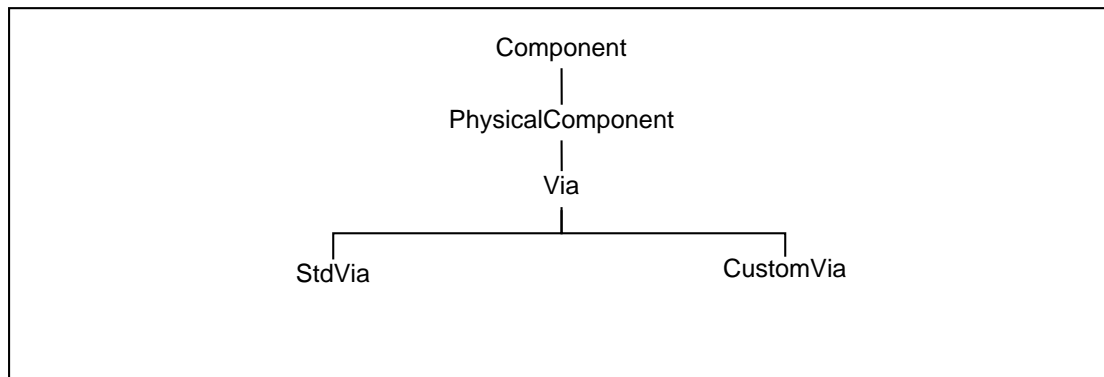 Component
PhysicalComponent
Via
StdVia
CustomVia